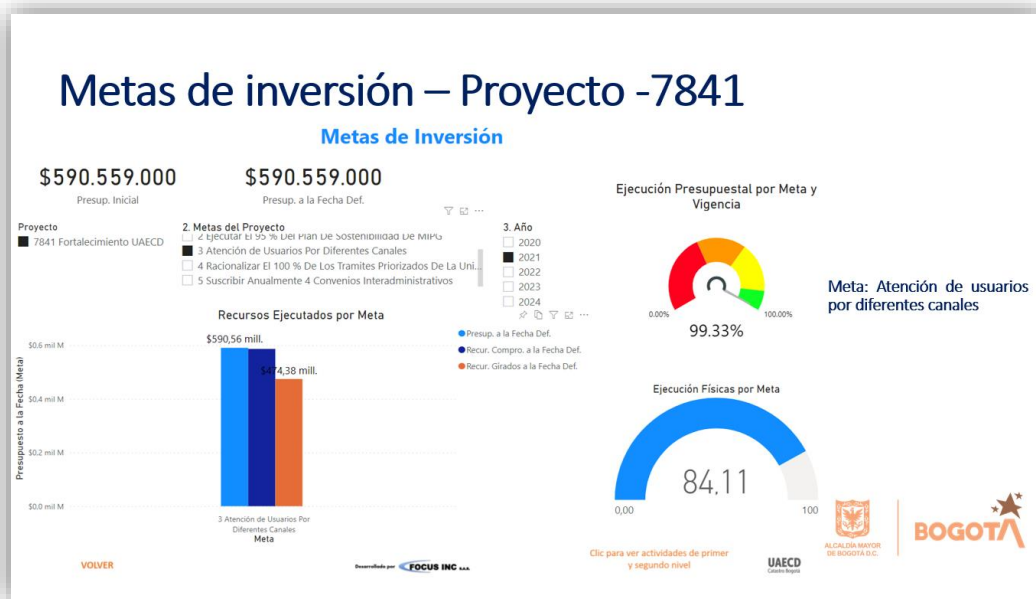 Metas de inversión – Proyecto -7841
Metas de Inversión
$590.559.000
Presup. Inicial
$590.559.000
Presup. a la Fecha Def.
Proyecto
7841 Fortalecimiento UAECD
2. Metas del Proyecto
2 Ejecutar El 95 % Del Plan De Sostenibilidad De MIPG
3 Atención de Usuarios Por Diferentes Canales
4 Racionalizar El 100 % De Los Tramites Priorizados De La Uni...
5 Suscribir Anualmente 4 Convenios Interadministrativos
3. Año
2020
2021
2022
2023
2024
Ejecución Presupuestal por Meta y
Vigencia
0.00%
100.00%
99.33%
Meta: Atención de usuarios
por diferentes canales
Recursos Ejecutados por Meta
Presup. a la Fecha Def.
Recur. Compro. a la Fecha Def.
Recur. Girados a la Fecha Def.
Presupuesto a la Fecha (Meta)
$0.6 mil M
$0.4 mil M
$0.2 mil M
$0.0 mil M
$590,56 mill.
$474,38 mill.
3 Atención de Usuarios Por
Diferentes Canales
Meta
Ejecución Físicas por Meta
84,11
0,00
100
VOLVER
Desarrollado por FOCUS INC S.A.S.
Clic para ver actividades de primer
y segundo nivel
UAECD
Catastro Bogotá
ALCALDÍA MAYOR
DE BOGOTÁ D.C.
BOGOTÁ